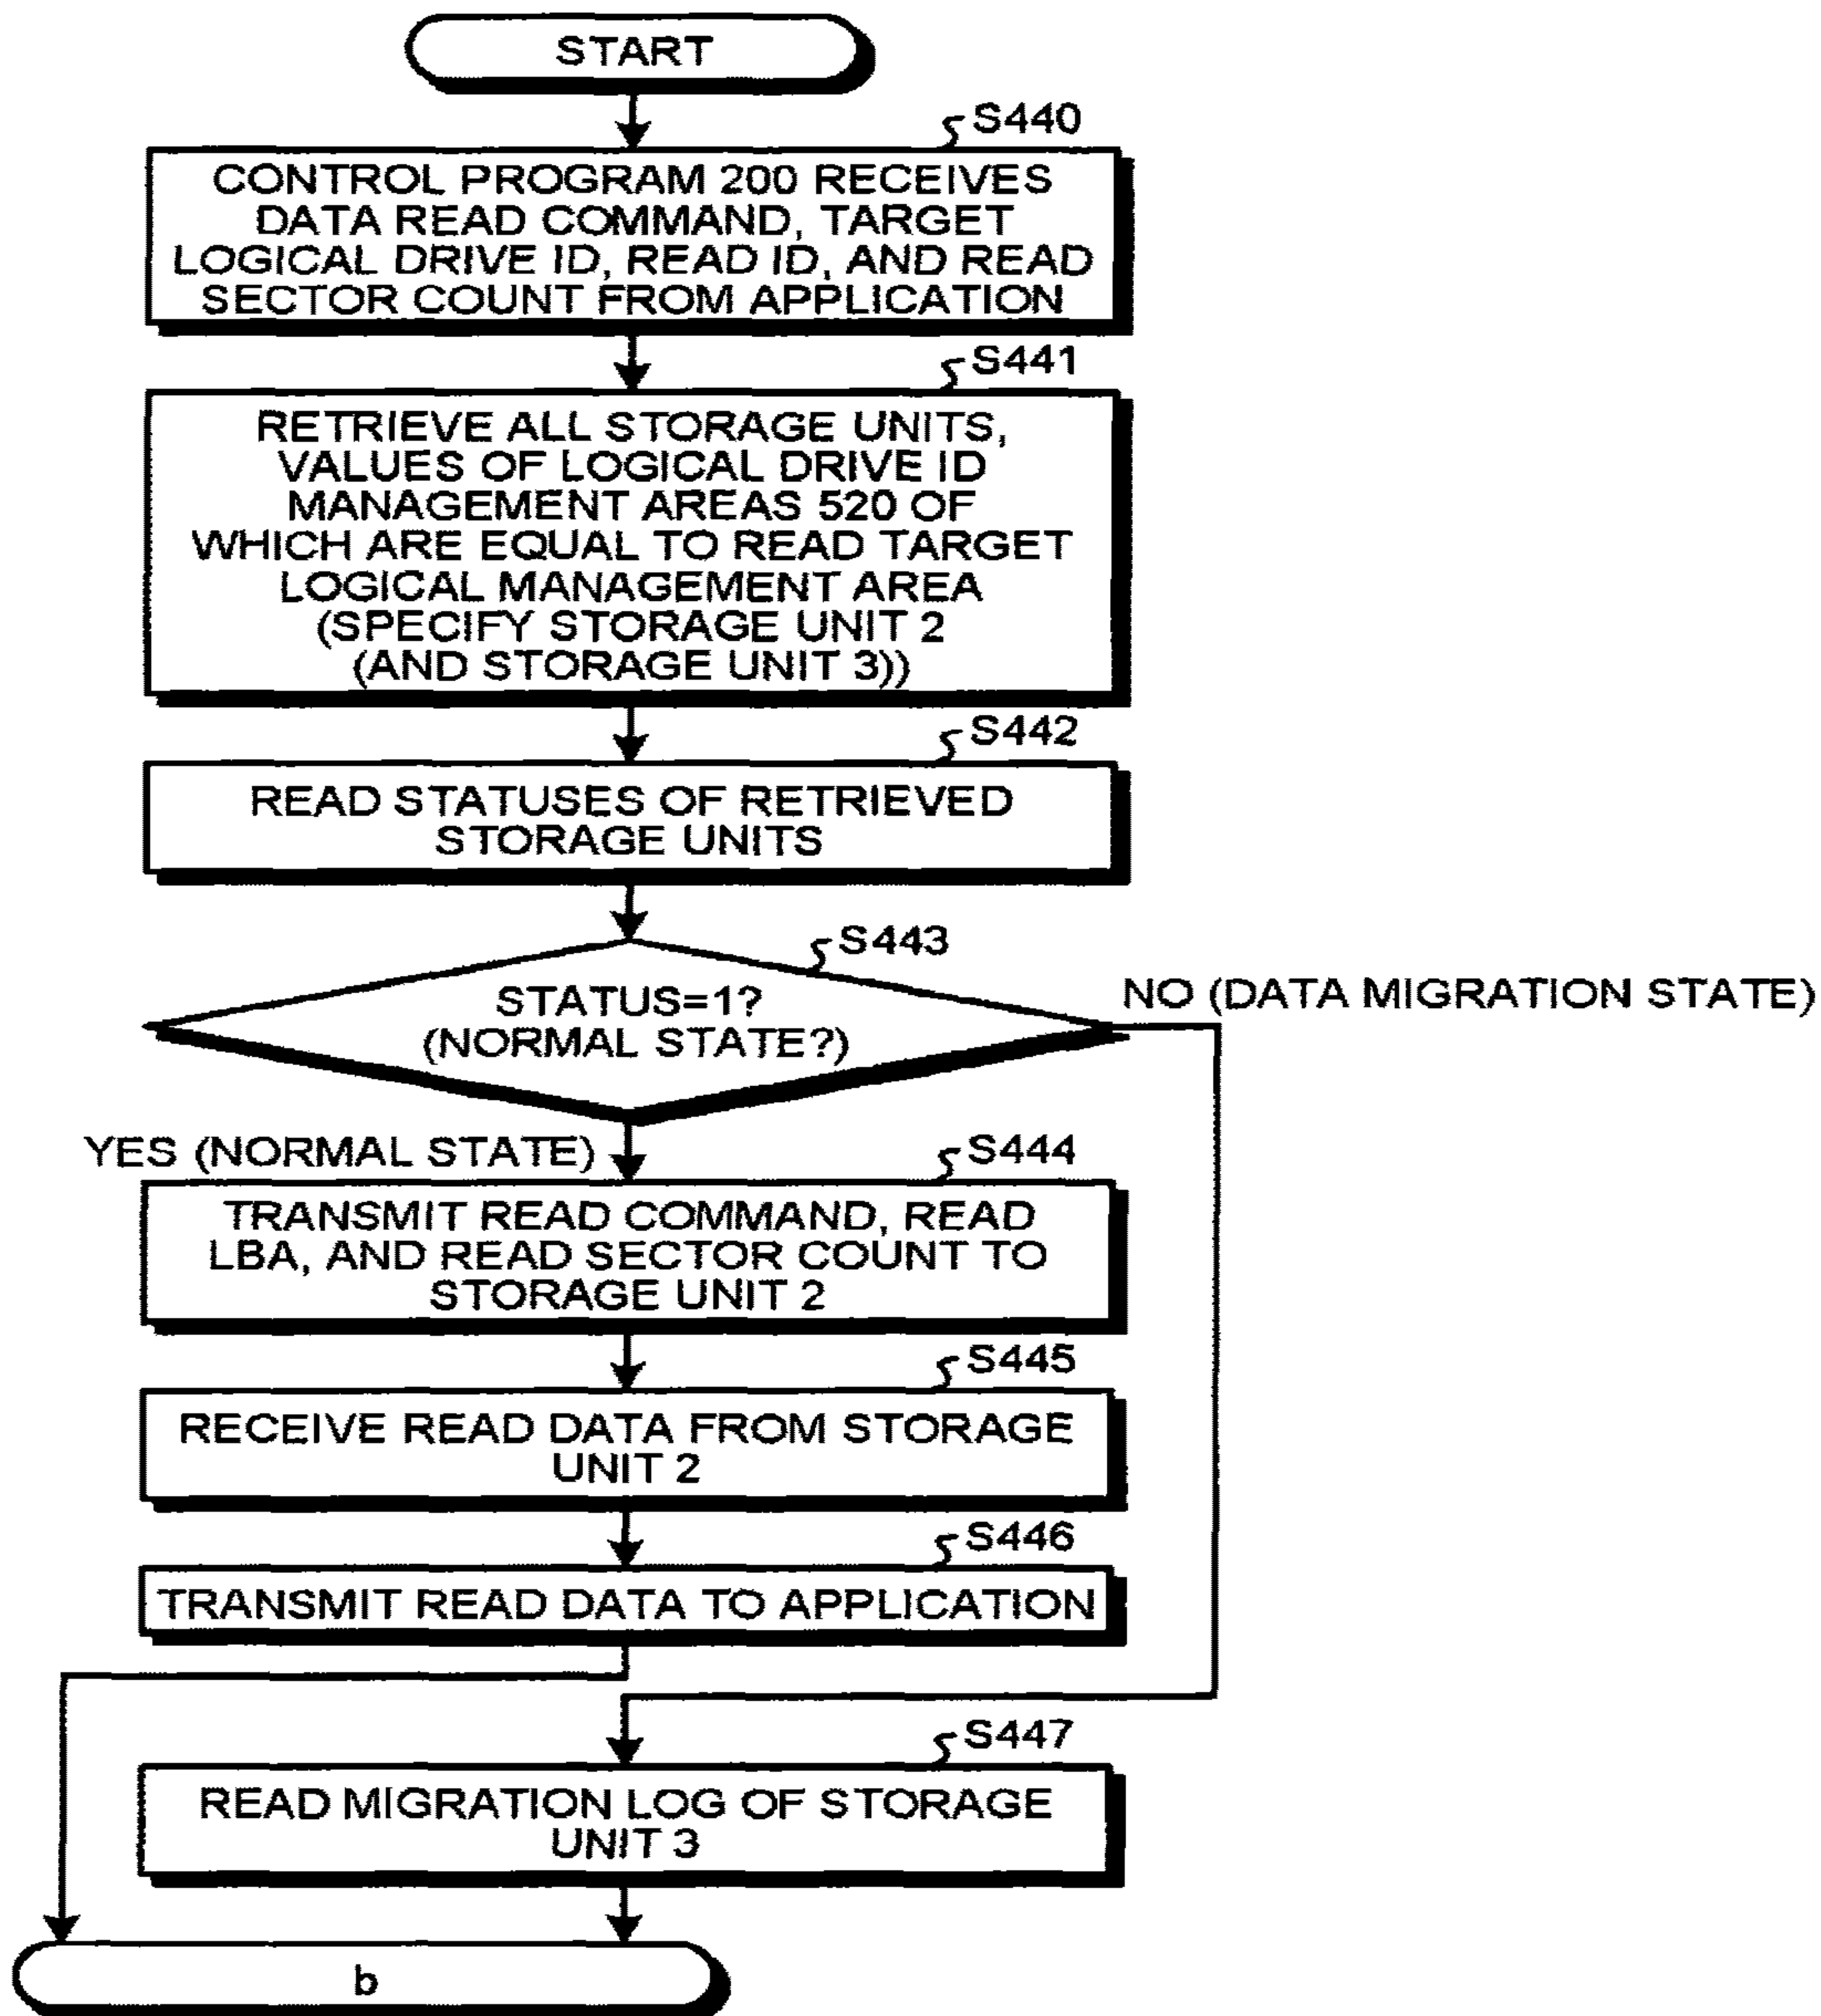 START
S440
CONTROL PROGRAM 200 RECEIVES
DATA READ COMMAND, TARGET
LOGICAL DRIVE ID, READ ID, AND READ
SECTOR COUNT FROM APPLICATION
S441
RETRIEVE ALL STORAGE UNITS,
VALUES OF LOGICAL DRIVE ID
MANAGEMENT AREAS 520 OF
WHICH ARE EQUAL TO READ TARGET
LOGICAL MANAGEMENT AREA
(SPECIFY STORAGE UNIT 2
(AND STORAGE UNIT 3))
S442
READ STATUSES OF RETRIEVED
STORAGE UNITS
S443
STATUS=1?
(NORMAL STATE?)
NO (DATA MIGRATION STATE)
YES (NORMAL STATE)
S444
TRANSMIT READ COMMAND, READ
LBA, AND READ SECTOR COUNT TO
STORAGE UNIT 2
S445
RECEIVE READ DATA FROM STORAGE
UNIT 2
S446
TRANSMIT READ DATA TO APPLICATION
S447
READ MIGRATION LOG OF STORAGE
UNIT 3
b